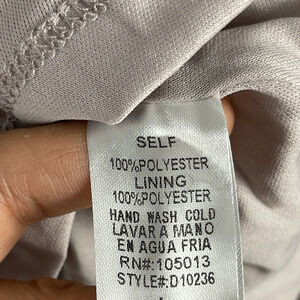 SELF
100%POLYESTER
LINING
100%POLYESTER
HAND WASH COLD
LAVAR A MANO
EN AGUA FRIA
RN#:105013
STYLE#:D10236